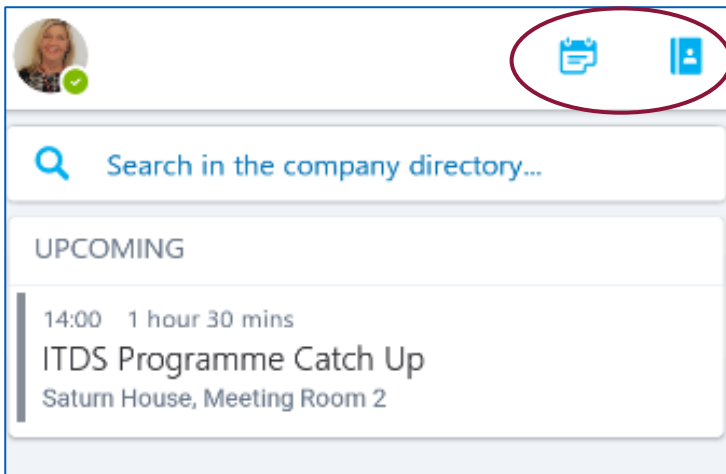 Search in the company directory...
UPCOMING
14:00 1 hour 30 mins
ITDS Programme Catch Up
Saturn House, Meeting Room 2